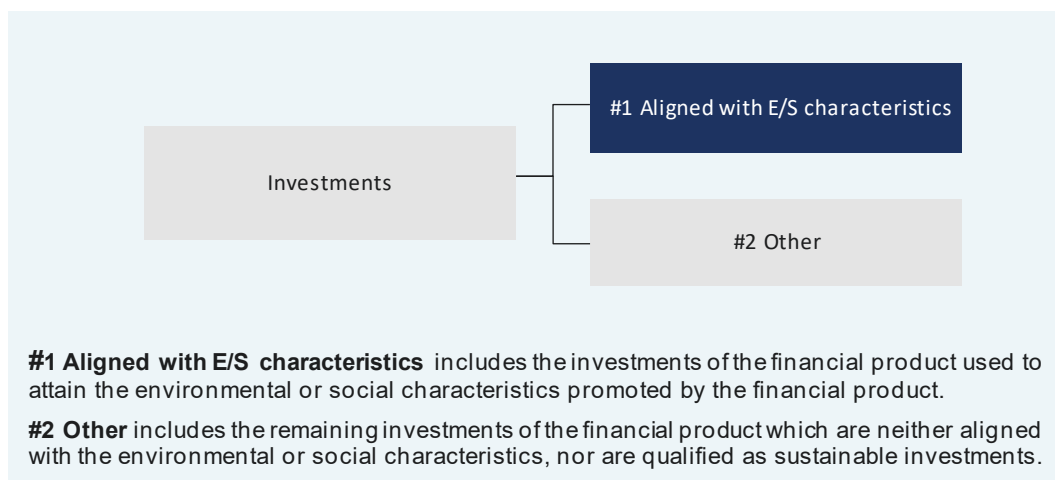 #1 Aligned with E/S characteristics
Investments
#2 Other
#1 Aligned with E/S characteristics includes the investments of the financial product used to
attain the environmental or social characteristics promoted by the financial product.
#2 Other includes the remaining investments of the financial product which are neither aligned
with the environmental or social characteristics, nor are qualified as sustainable investments.